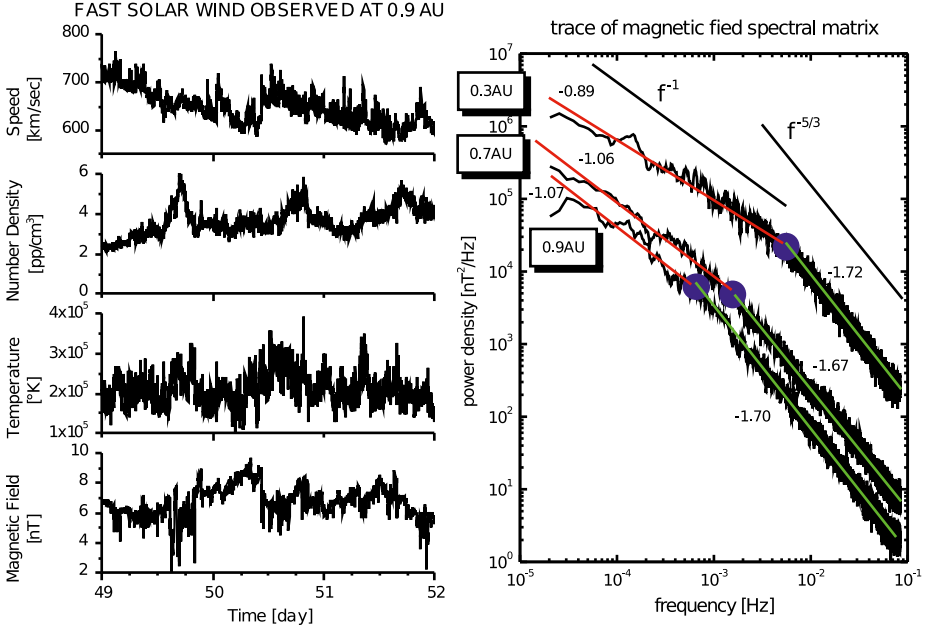 FAST SOLAR WIND OBSERVED AT 0.9 AU
800
700
600
Speed
[km/sec]
6
4
2
0
Number Density
[pp/cm³]
4x10⁵
3x10⁵
2x10⁵
1x10⁵
Temperature
[°K]
10
8
6
4
2
Magnetic Field
[nT]
49
50
51
52
Time [day]
trace of magnetic fied spectral matrix
10⁷
10⁶
10⁵
10⁴
10³
10²
10¹
10⁰
power density [nT²/Hz]
0.3AU
0.7AU
0.9AU
-0.89
-1.06
-1.07
f⁻¹
f⁻⁵/³
-1.72
-1.67
-1.70
10⁻⁵
10⁻⁴
10⁻³
10⁻²
10⁻¹
frequency [Hz]